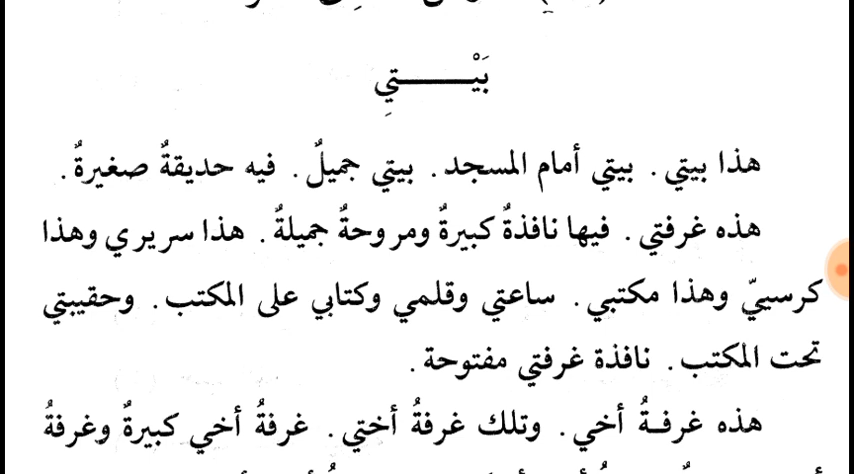 بَيْـــــــتِي
هذا بيتي. بيتي أمام المسجد. بيتي جميلٌ. فيه حديقةٌ صغيرةٌ.
هذه غرفتي. فيها نافذةٌ كبيرةٌ ومروحةٌ جميلةٌ. هذا سريري وهذا
كرسييّ وهذا مكتبي. ساعتي وقلمي وكتابي على المكتب. وحقيبتي
تحت المكتب. نافذة غرفتي مفتوحة.
هذه غرفـةُ أخي. وتلك غرفةُ أختي. غرفةُ أخي كبيرةٌ وغرفةُ